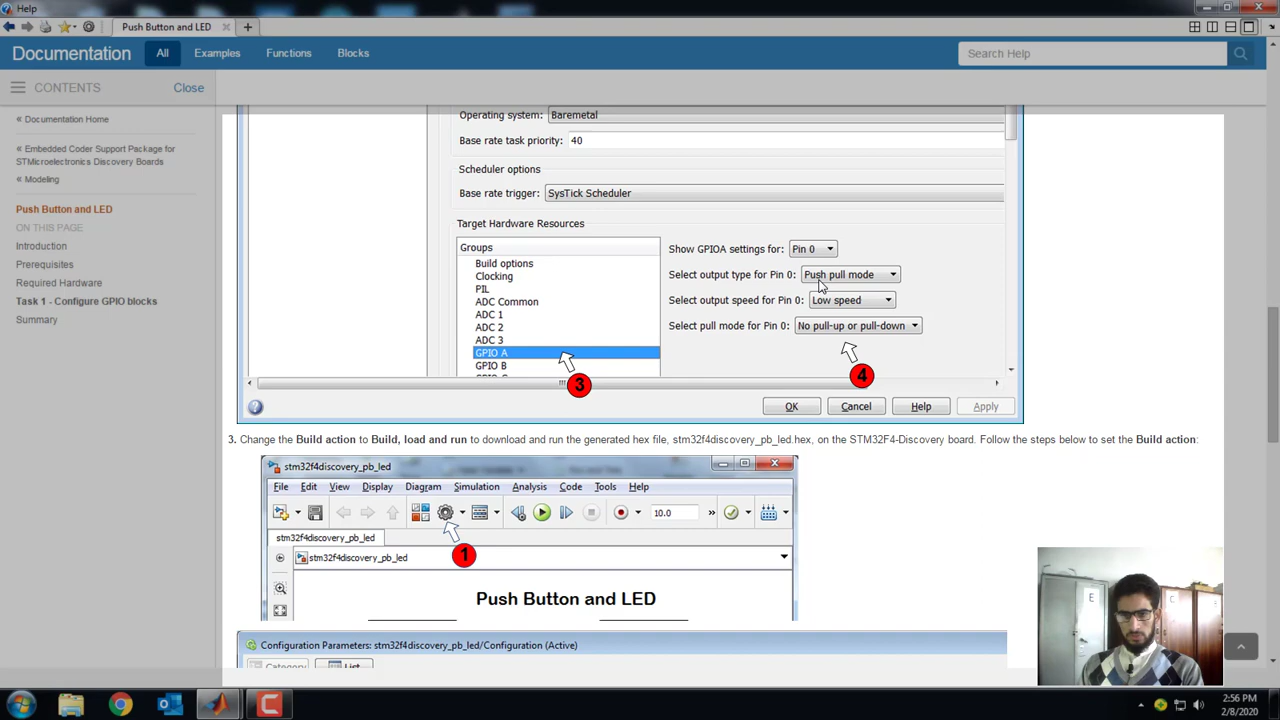 Help
Push Button and LED
Documentation All Examples Functions Blocks Search Help
CONTENTS Close
« Documentation Home
« Embedded Coder Support Package for
STMicroelectronics Discovery Boards
« Modeling
Push Button and LED
ON THIS PAGE
Introduction
Prerequisites
Required Hardware
Task 1 - Configure GPIO blocks
Summary
Operating system: Baremetal
Base rate task priority: 40
Scheduler options
Base rate trigger: SysTick Scheduler
Target Hardware Resources
Groups
Build options
Clocking
PIL
ADC Common
ADC 1
ADC 2
ADC 3
GPIO A
GPIO B
Show GPIOA settings for: Pin 0
Select output type for Pin 0: Push pull mode
Select output speed for Pin 0: Low speed
Select pull mode for Pin 0: No pull-up or pull-down
3
4
OK Cancel Help Apply
3. Change the Build action to Build, load and run to download and run the generated hex file, stm32f4discovery_pb_led.hex, on the STM32F4-Discovery board. Follow the steps below to set the Build action:
stm32f4discovery_pb_led
File Edit View Display Diagram Simulation Analysis Code Tools Help
10.0 »
stm32f4discovery_pb_led
1
stm32f4discovery_pb_led
Push Button and LED
Configuration Parameters: stm32f4discovery_pb_led/Configuration (Active)
Category List
E
E
2:56 PM
2/8/2020